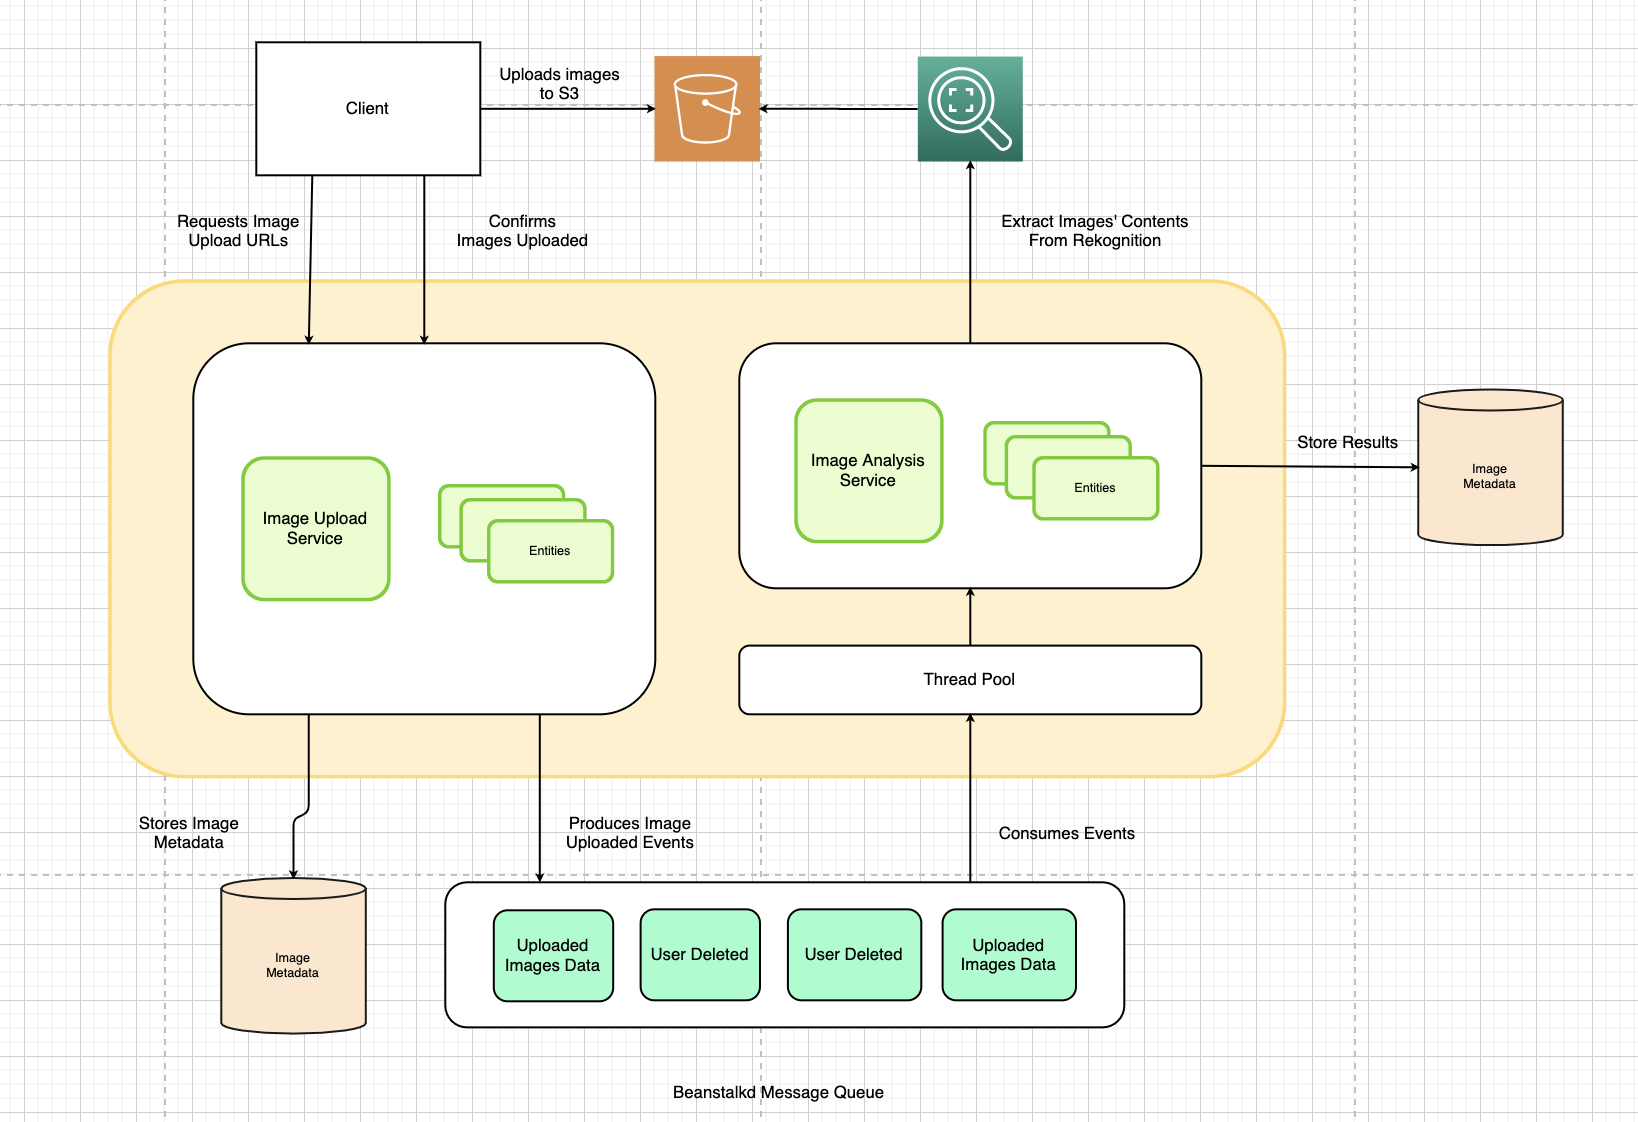 Client
Uploads images
to S3
Requests Image
Upload URLs
Confirms
Images Uploaded
Extract Images' Contents
From Rekognition
Image Upload
Service
Entities
Image Analysis
Service
Entities
Store Results
Image
Metadata
Thread Pool
Stores Image
Metadata
Produces Image
Uploaded Events
Consumes Events
Image
Metadata
Uploaded
Images Data
User Deleted
User Deleted
Uploaded
Images Data
Beanstalkd Message Queue